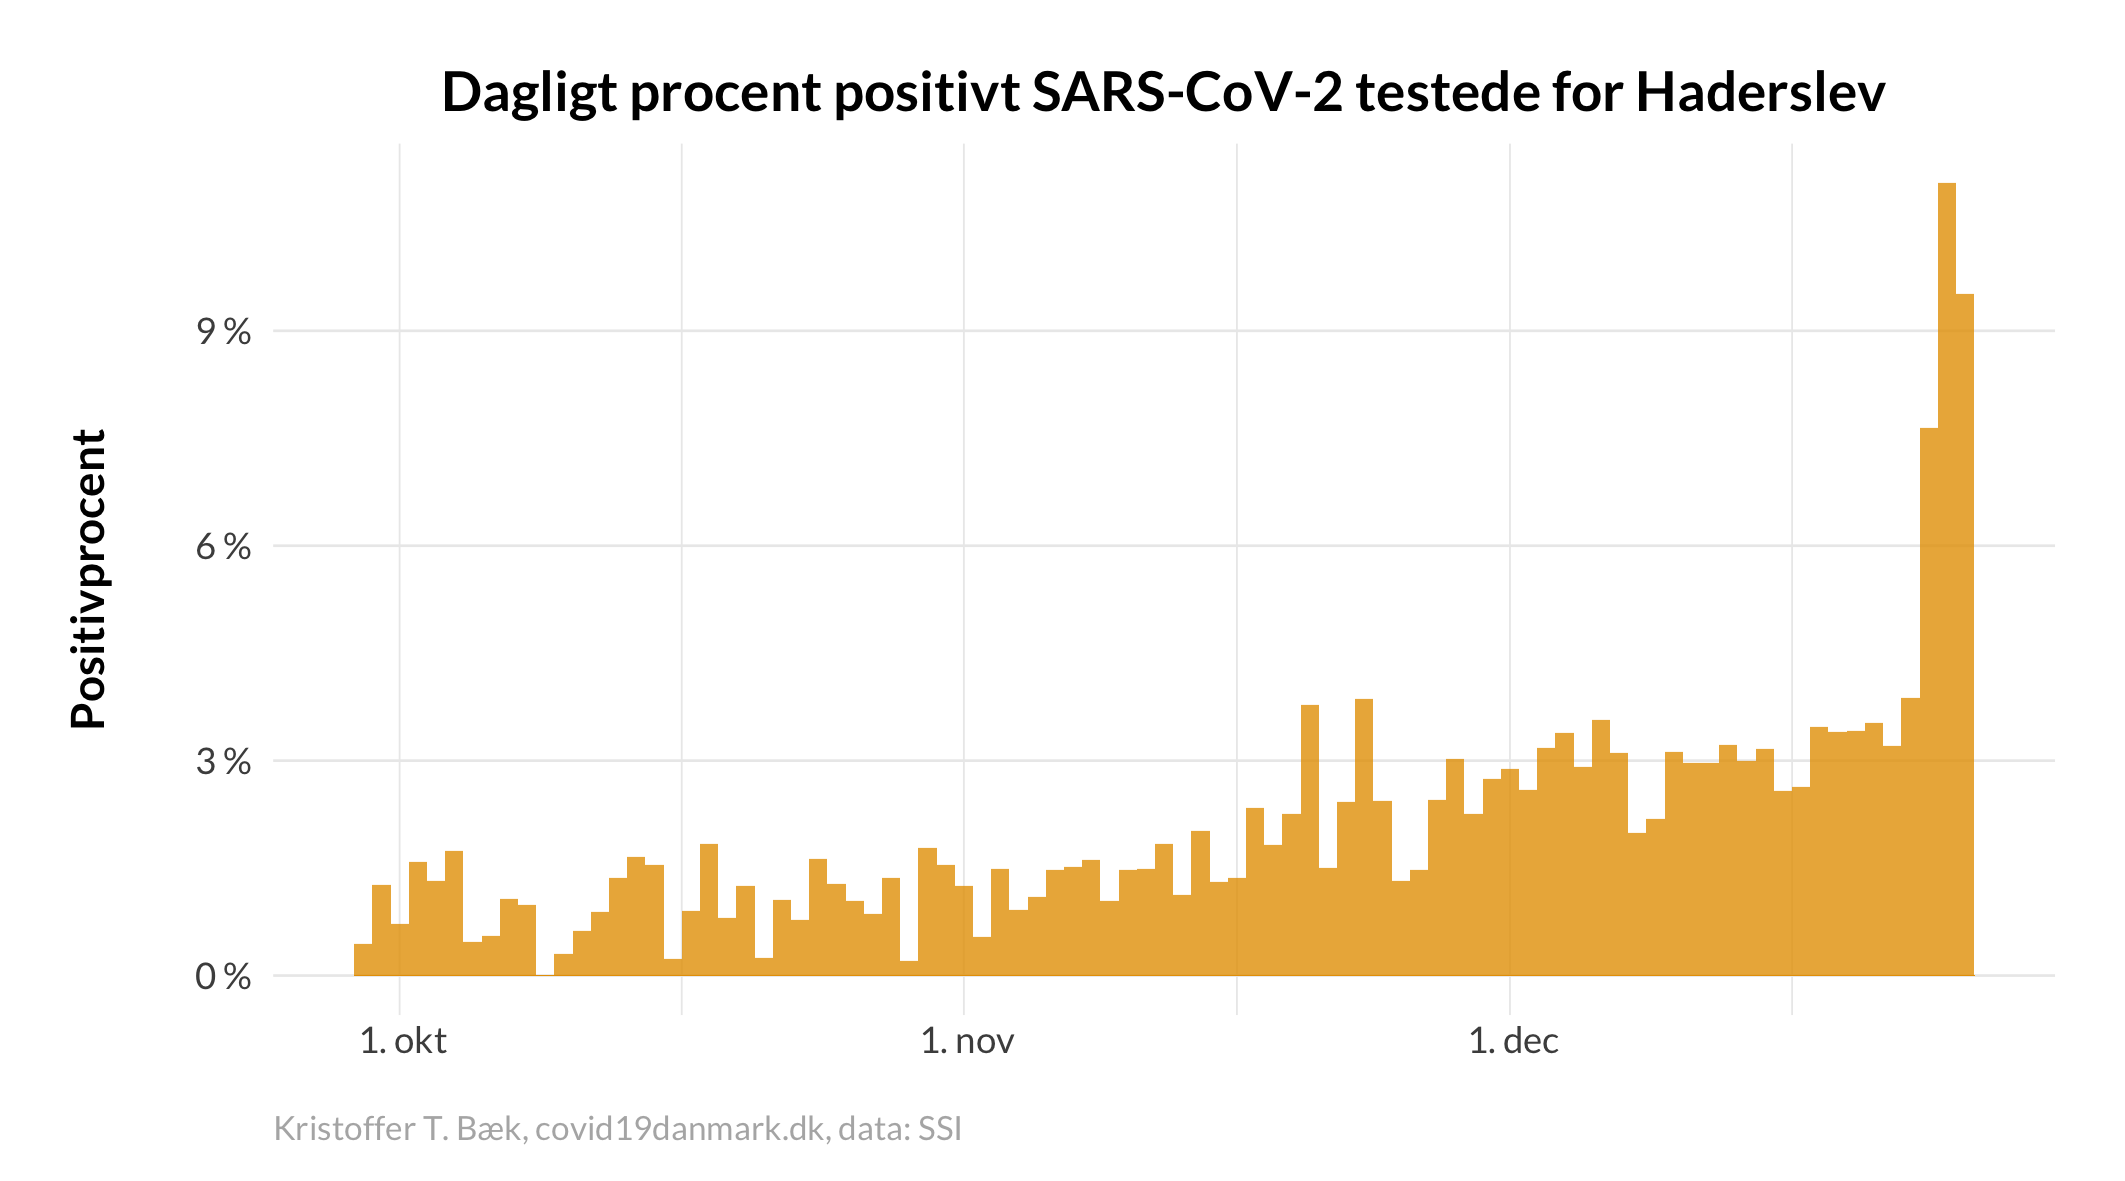 Dagligt procent positivt SARS-CoV-2 testede for Haderslev
Positivprocent
9 %
6 %
3 %
0 %
1. okt
1. nov
1. dec
Kristoffer T. Bæk, covid19danmark.dk, data: SSI